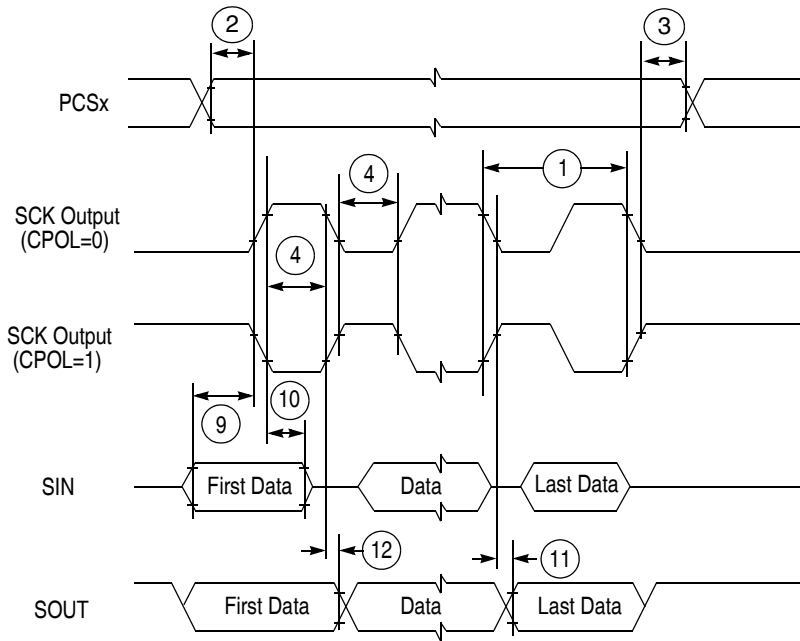 2
3
PCSx
4
1
SCK Output
(CPOL=0)
4
SCK Output
(CPOL=1)
9
10
SIN
First Data
Data
Last Data
12
11
SOUT
First Data
Data
Last Data